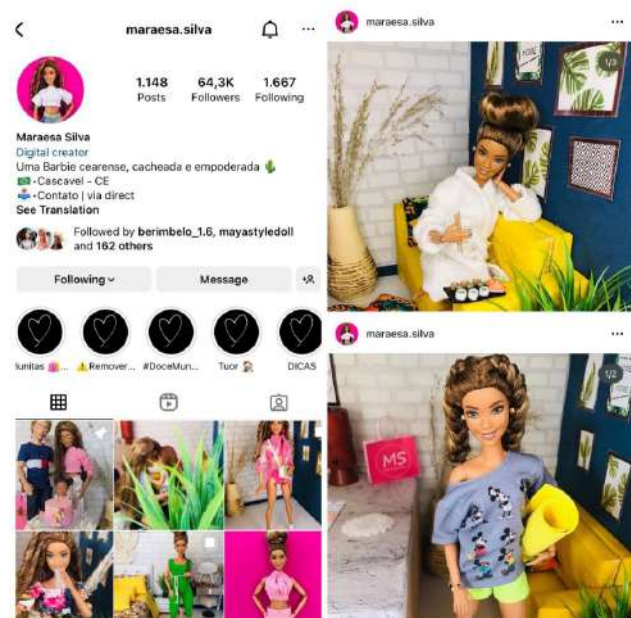 maraesa.silva
1.148
64,3K
1.667
Posts
Followers
Following
Maraesa Silva
Digital creator
Uma Barbie cearense, cacheada e empoderada 🌵
🇧🇷•Cascavel - CE
•Contato | via direct
See Translation
Followed by berimbelo_1.6, mayastyledoll
and 162 others
Following
Message
unitas 🛍️...
⚠️Remover...
#DoceMun...
Tuor
DICAS
maraesa.silva
1/3
maraesa.silva
1/2
MS